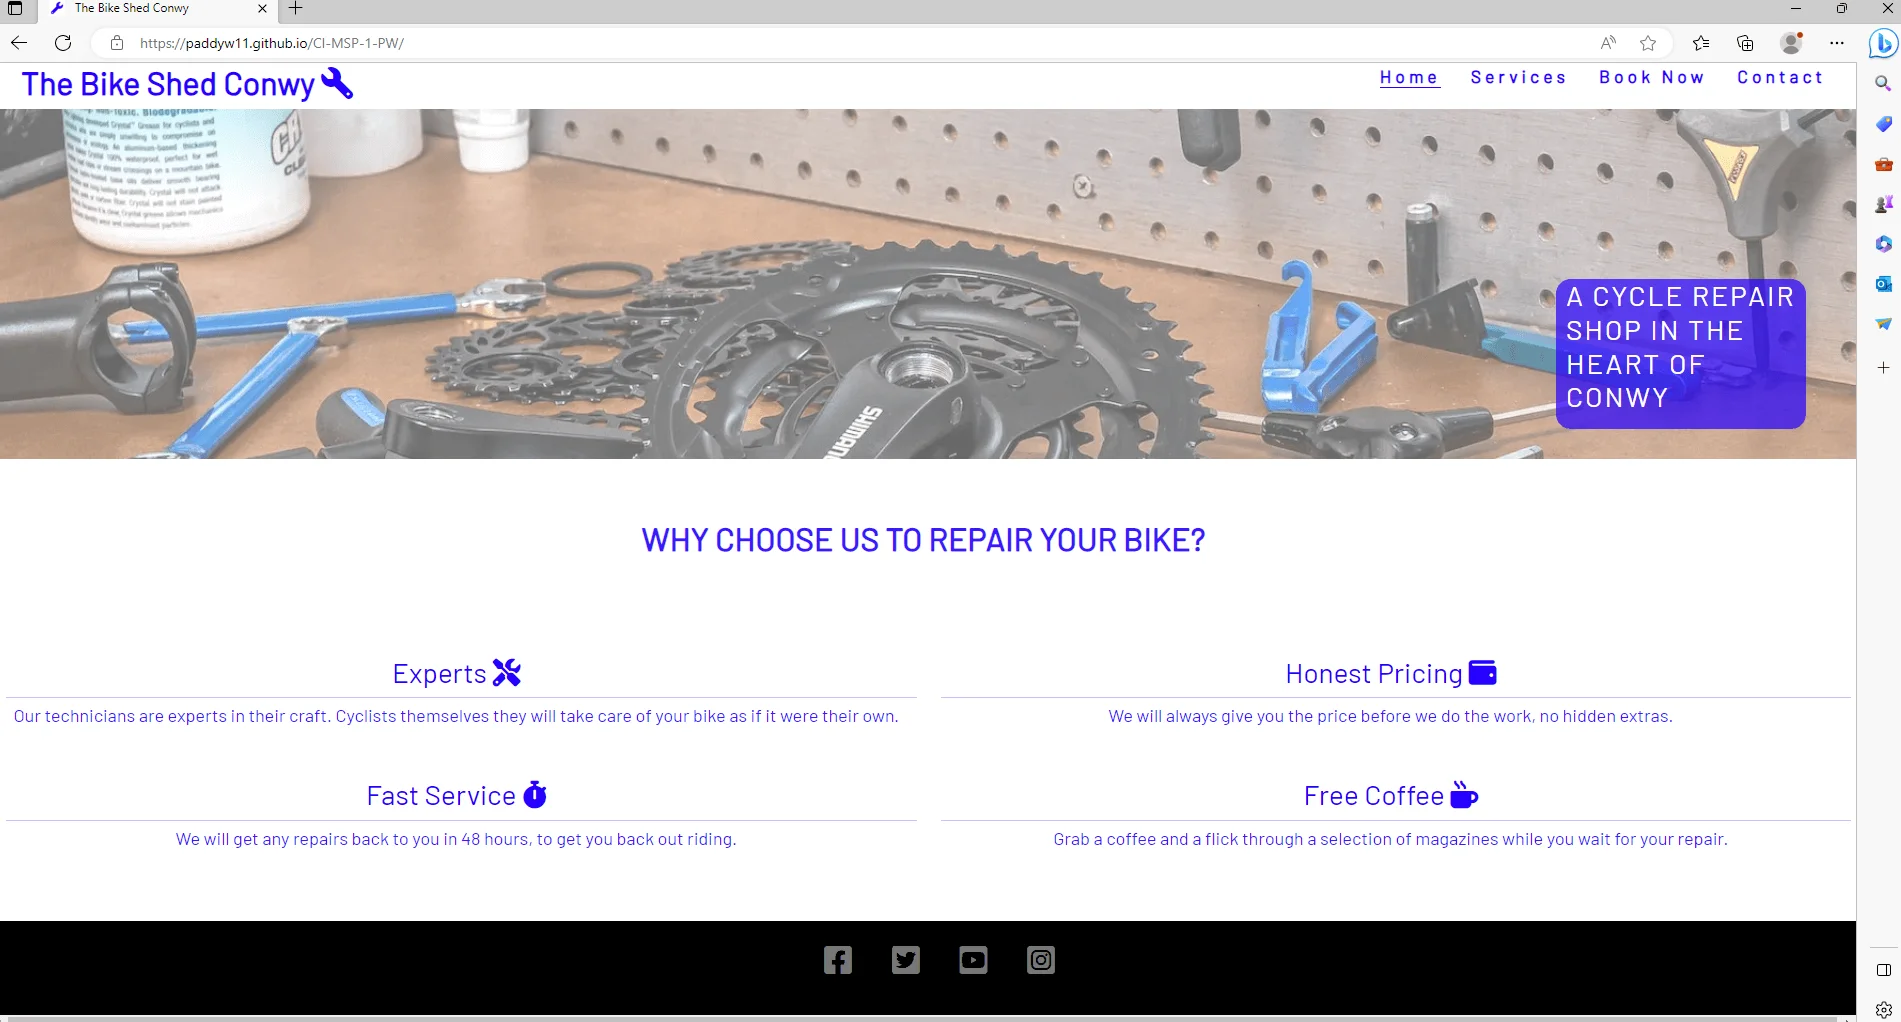 The Bike Shed Conwy
https://paddyw11.github.io/CI-MSP-1-PW/
The Bike Shed Conwy
Home Services Book Now Contact
A CYCLE REPAIR
SHOP IN THE
HEART OF
CONWY
SHIMANO
WHY CHOOSE US TO REPAIR YOUR BIKE?
Experts
Our technicians are experts in their craft. Cyclists themselves they will take care of your bike as if it were their own.
Honest Pricing
We will always give you the price before we do the work, no hidden extras.
Fast Service
We will get any repairs back to you in 48 hours, to get you back out riding.
Free Coffee
Grab a coffee and a flick through a selection of magazines while you wait for your repair.